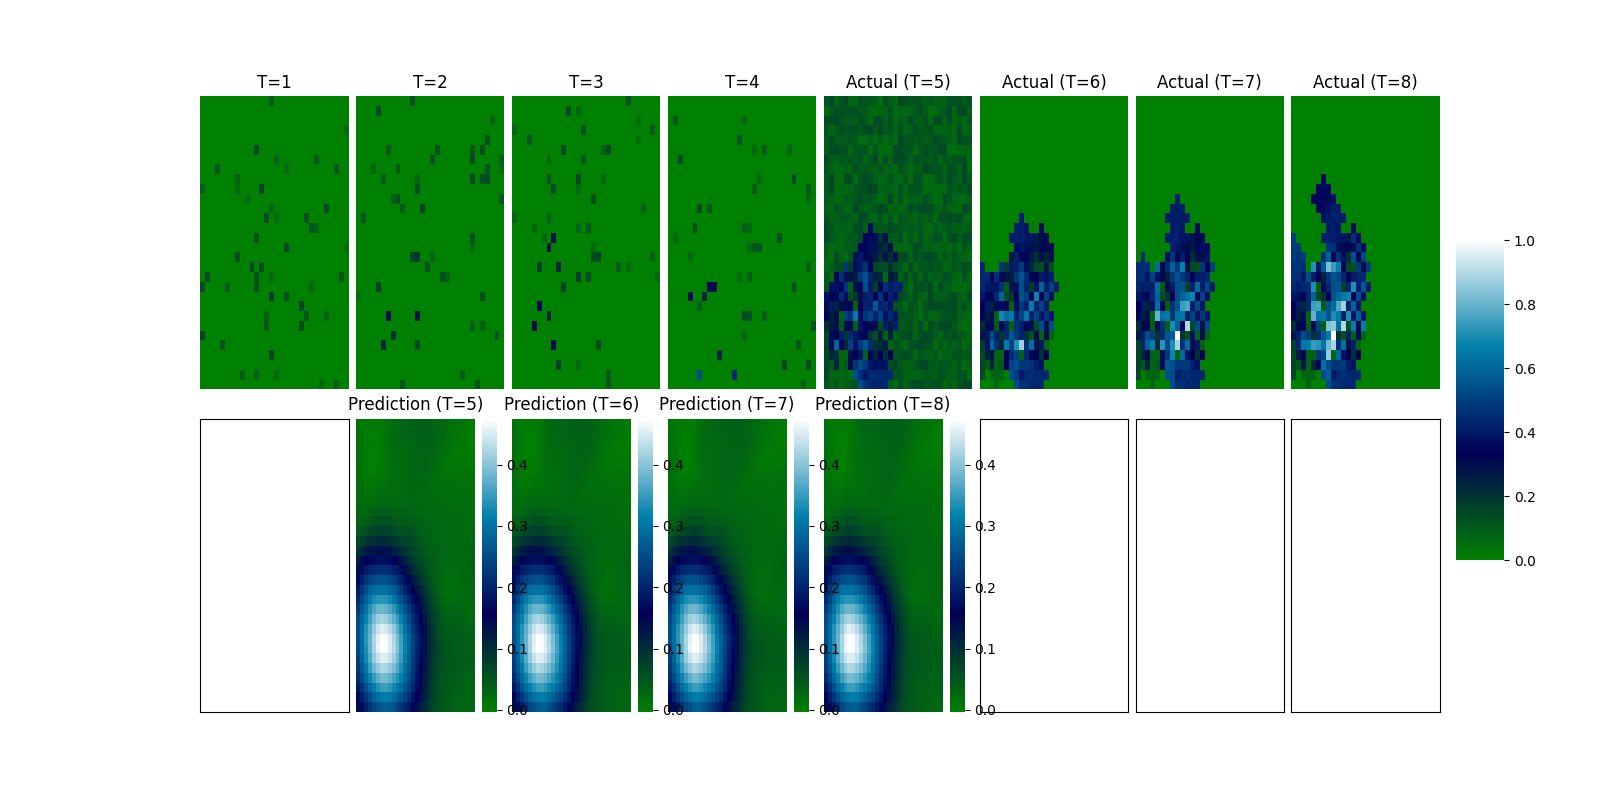 T=1 T=2 T=3 T=4 Actual (T=5) Actual (T=6) Actual (T=7) Actual (T=8)
1.0
0.8
0.6
0.4
0.2
0.0
Prediction (T=5) Prediction (T=6) Prediction (T=7) Prediction (T=8)
0.4 0.4 0.4 0.4
0.3 0.3 0.3 0.3
0.2 0.2 0.2 0.2
0.1 0.1 0.1 0.1
0.0 0.0 0.0 0.0